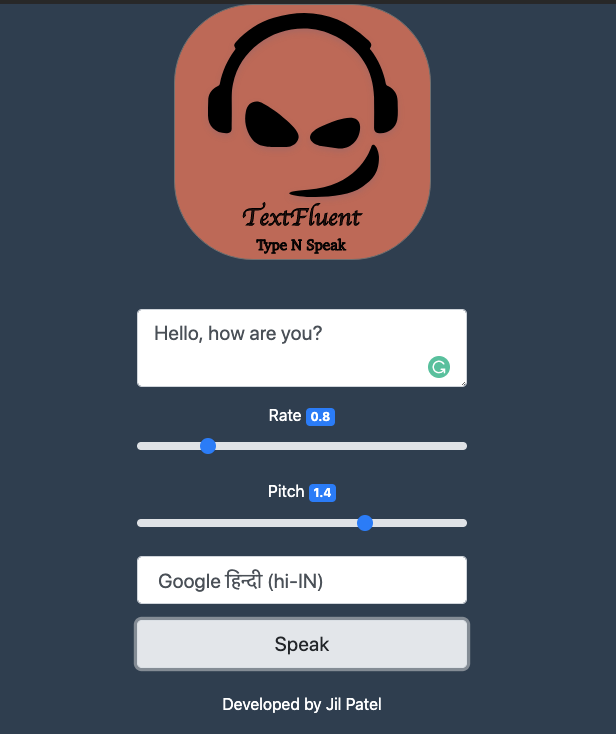 TextFluent
Type N Speak
Hello, how are you?
Rate 0.8
Pitch 1.4
Google हिन्दी (hi-IN)
Speak
Developed by Jil Patel